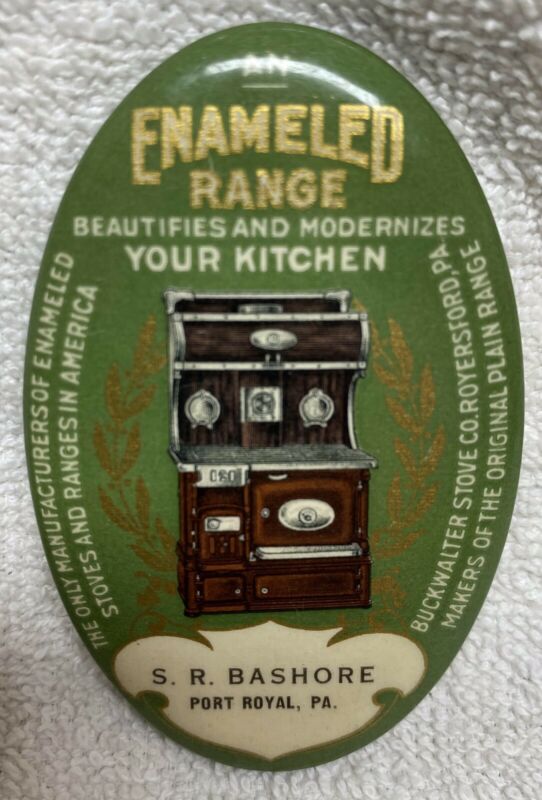 AN
ENAMELED
RANGE
BEAUTIFIES AND MODERNIZES
YOUR KITCHEN
THE ONLY MANUFACTURERS OF ENAMELED
STOVES AND RANGES IN AMERICA
BUCKWALTER STOVE CO. ROYERSFORD, PA.
MAKERS OF THE ORIGINAL PLAIN RANGE
S. R. BASHORE
PORT ROYAL, PA.